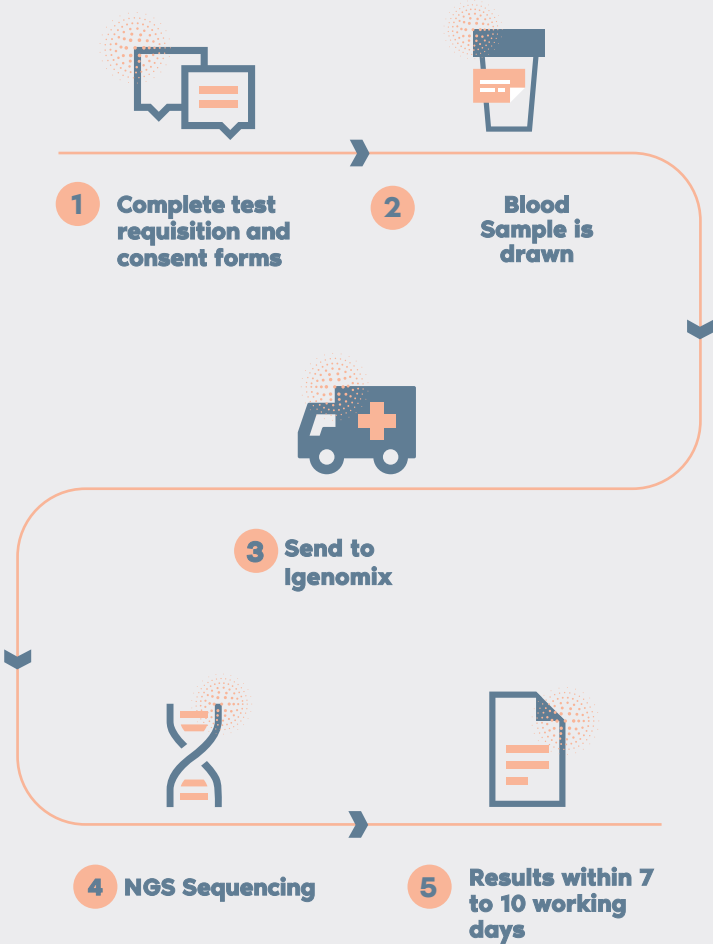 1
Complete test
requisition and
consent forms
2
Blood
Sample is
drawn
3
Send to
Igenomix
4
NGS Sequencing
5
Results within 7
to 10 working
days